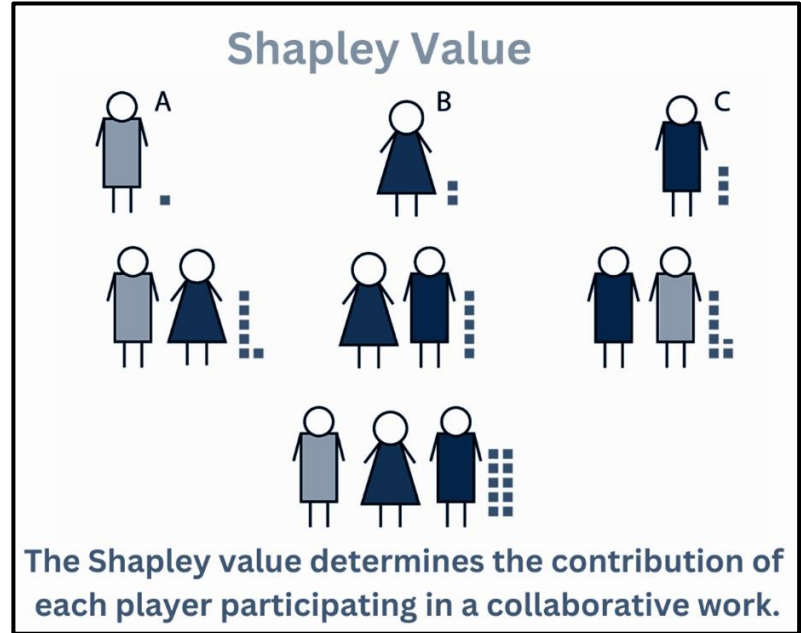 Shapley Value
A
B
C
The Shapley value determines the contribution of
each player participating in a collaborative work.